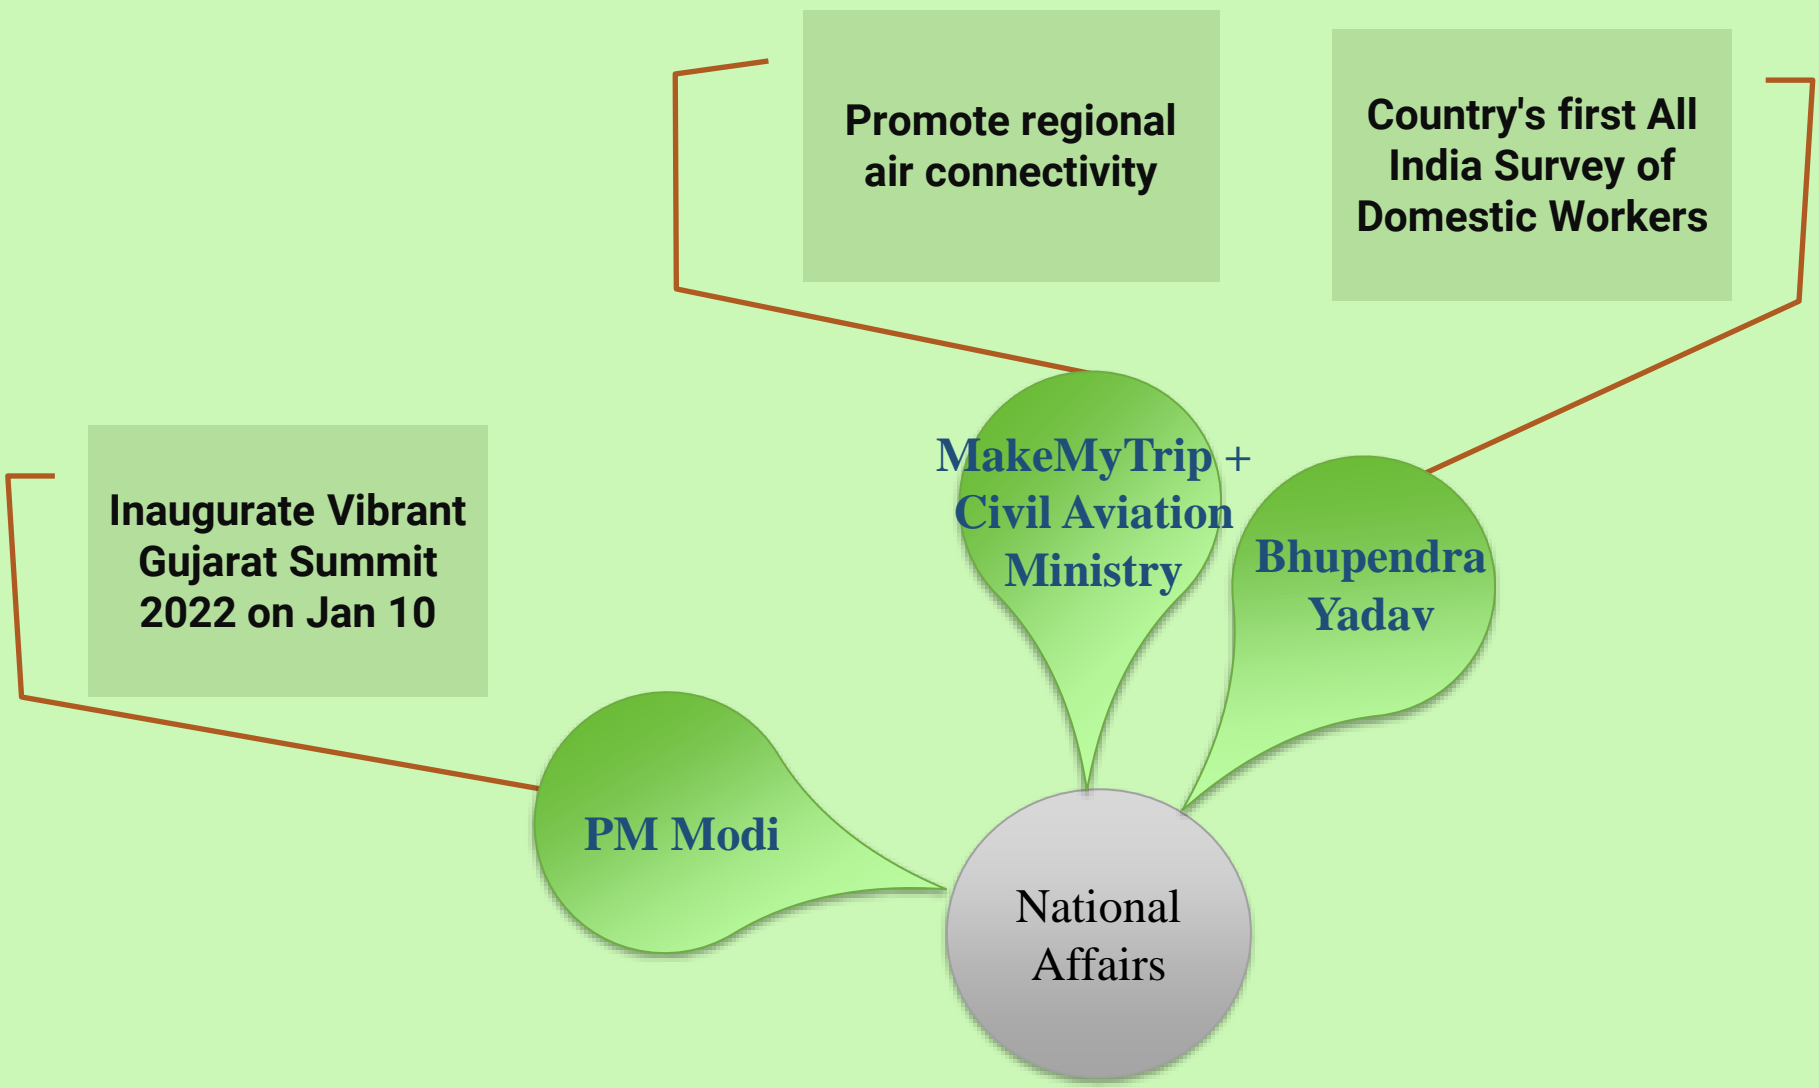 Promote regional
air connectivity
Country's first All
India Survey of
Domestic Workers
Inaugurate Vibrant
Gujarat Summit
2022 on Jan 10
MakeMyTrip +
Civil Aviation
Ministry
Bhupendra
Yadav
PM Modi
National
Affairs